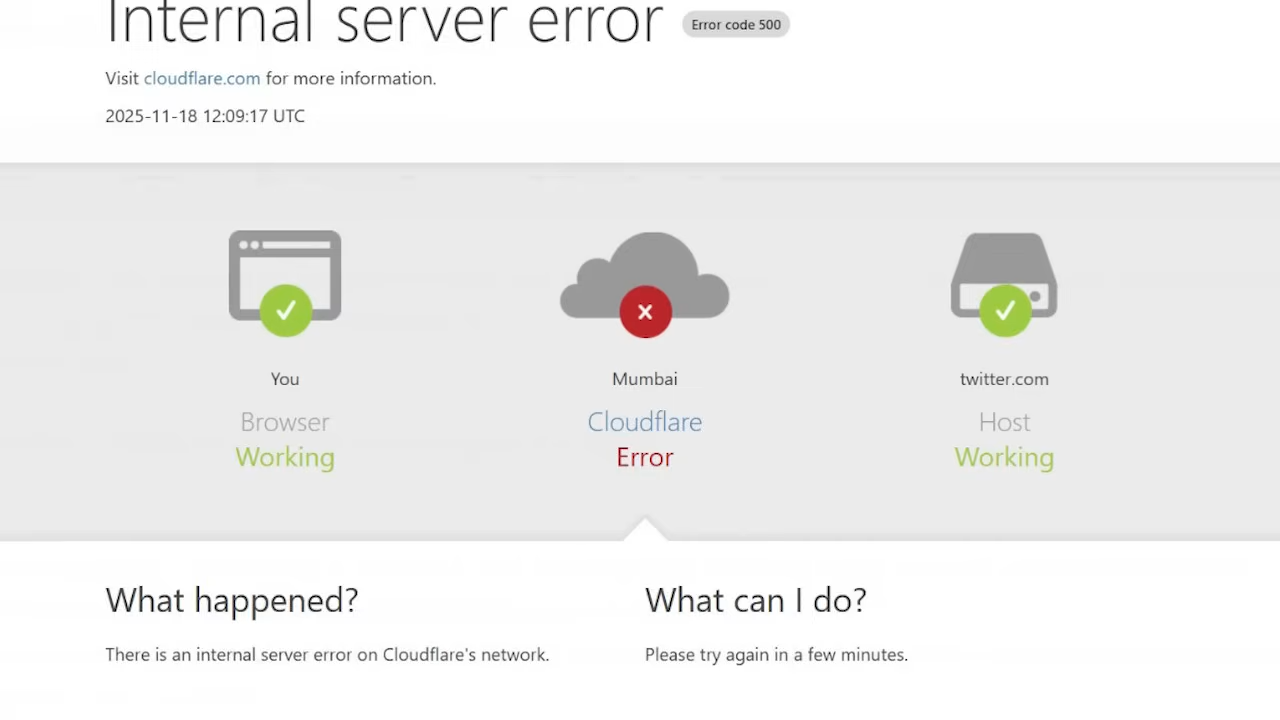 Internal server error Error code 500
Visit cloudflare.com for more information.
2025-11-18 12:09:17 UTC
You
Mumbai
twitter.com
Browser
Cloudflare
Host
Working
Error
Working
What happened?
What can I do?
There is an internal server error on Cloudflare's network.
Please try again in a few minutes.